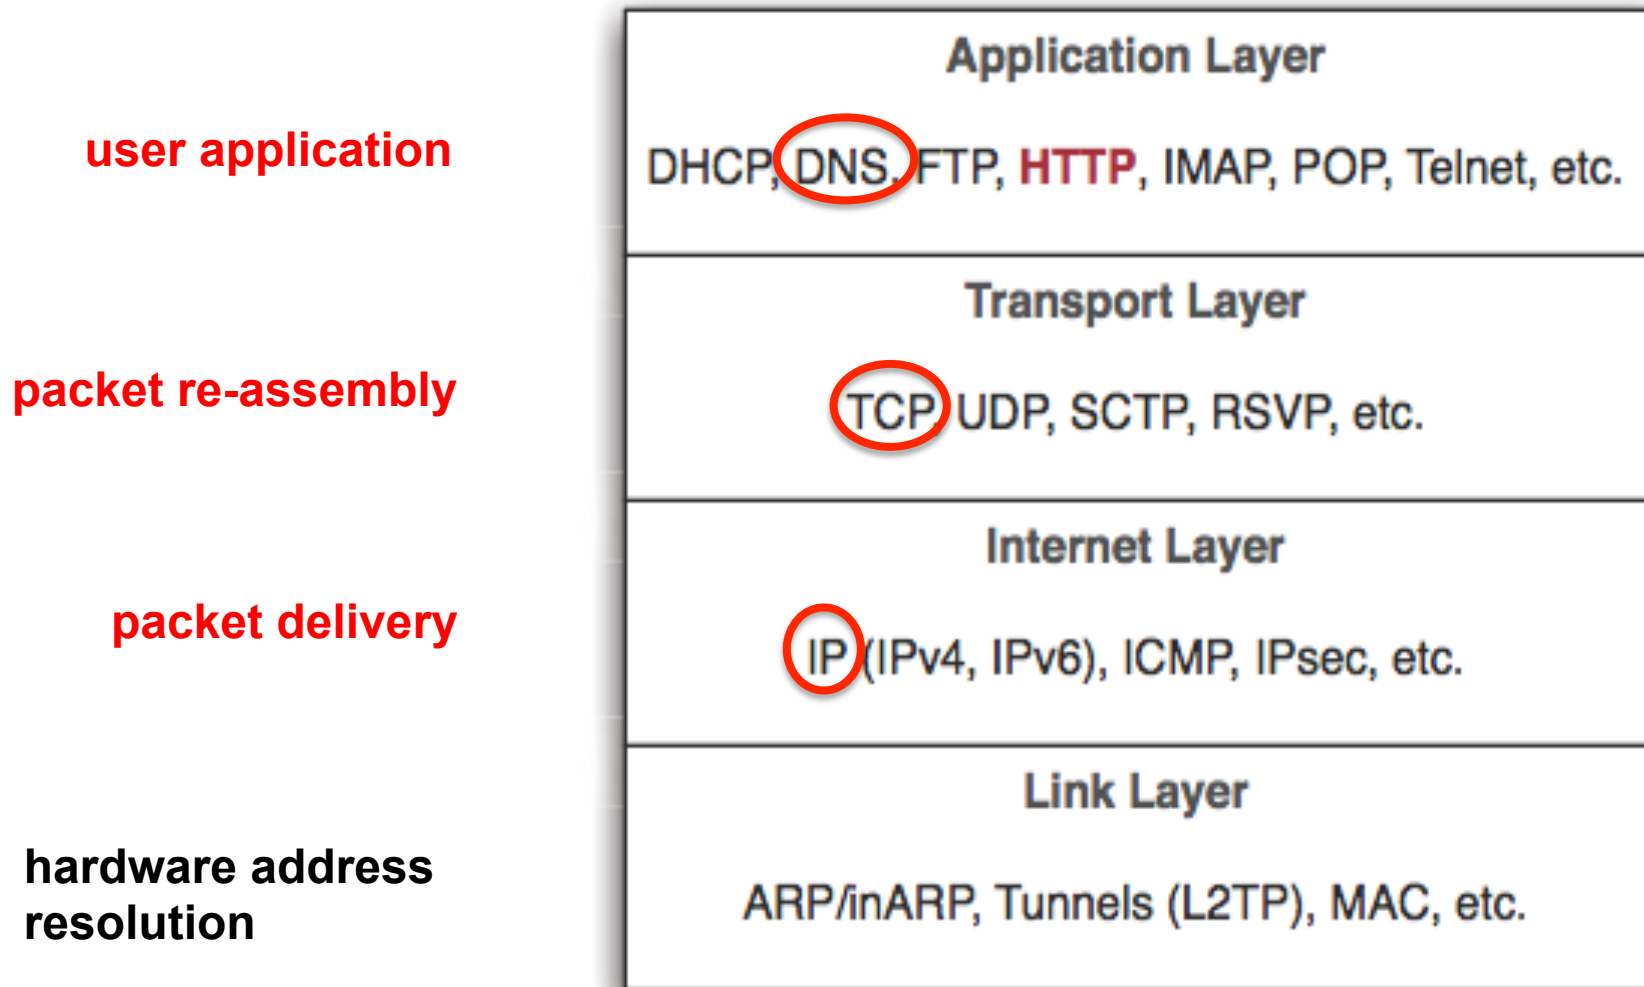 Application Layer
user application
DHCP, DNS, FTP, HTTP, IMAP, POP, Telnet, etc.
Transport Layer
packet re-assembly
TCP, UDP, SCTP, RSVP, etc.
Internet Layer
packet delivery
IP (IPv4, IPv6), ICMP, IPsec, etc.
Link Layer
hardware address
resolution
ARP/inARP, Tunnels (L2TP), MAC, etc.